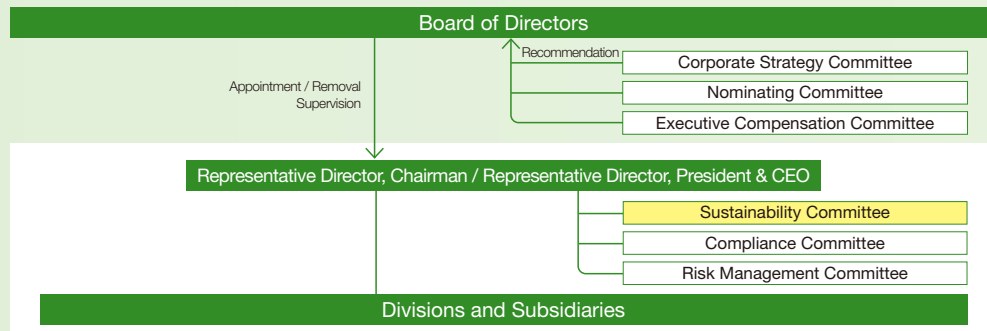 Board of Directors
Recommendation
Corporate Strategy Committee
Appointment / Removal
Supervision
Nominating Committee
Executive Compensation Committee
Representative Director, Chairman / Representative Director, President & CEO
Sustainability Committee
Compliance Committee
Risk Management Committee
Divisions and Subsidiaries